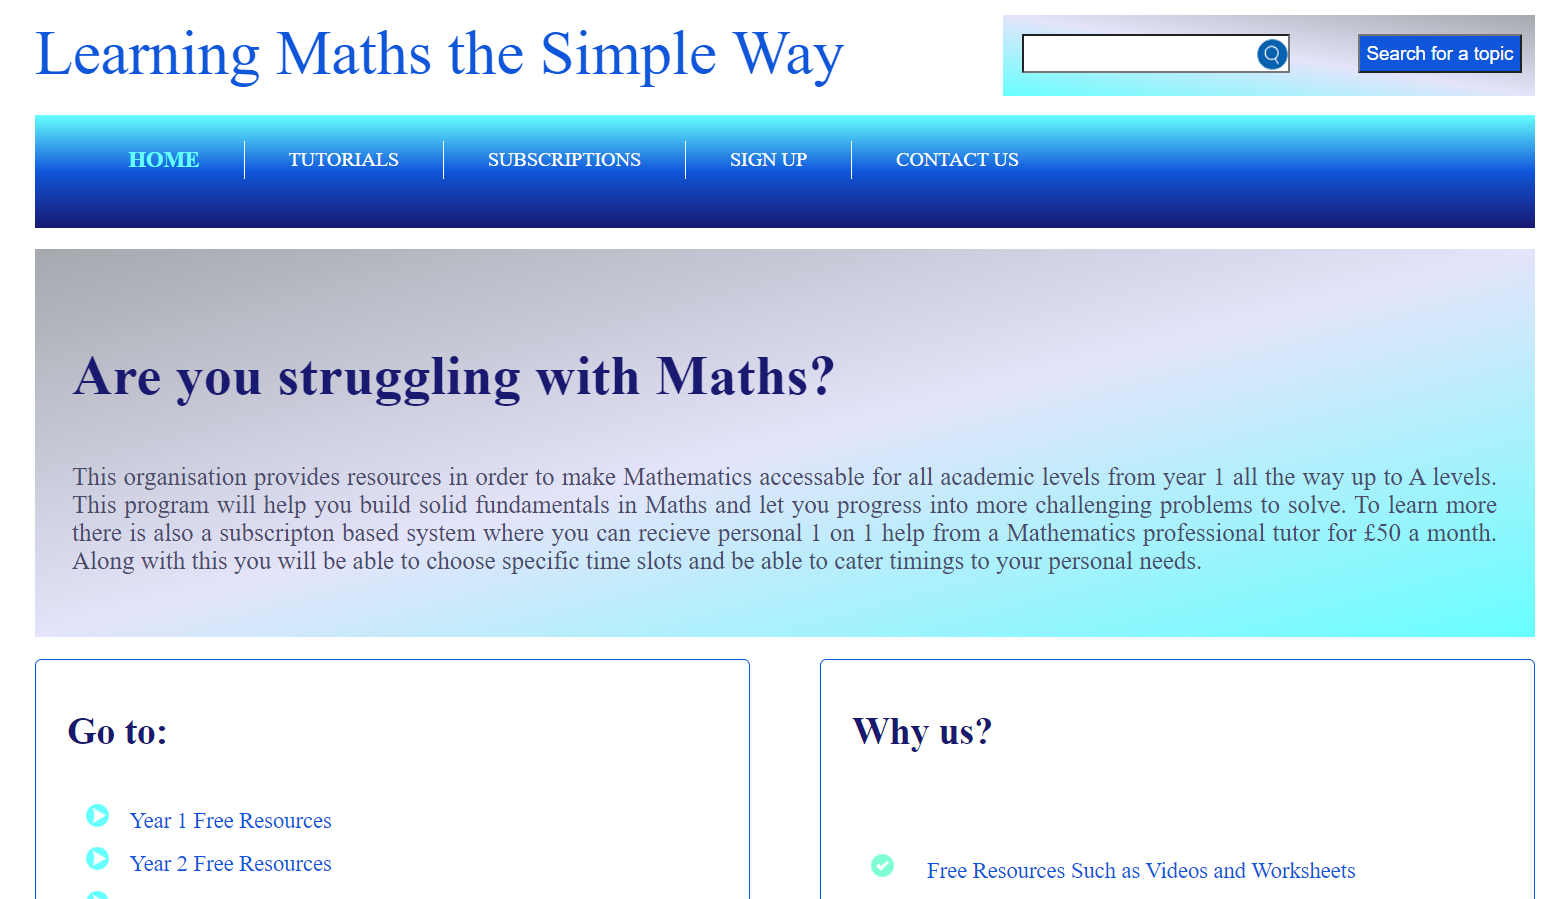 Learning Maths the Simple Way
Search for a topic
HOME
TUTORIALS
SUBSCRIPTIONS
SIGN UP
CONTACT US
Are you struggling with Maths?
This organisation provides resources in order to make Mathematics accessable for all academic levels from year 1 all the way up to A levels.
This program will help you build solid fundamentals in Maths and let you progress into more challenging problems to solve. To learn more
there is also a subscripton based system where you can recieve personal 1 on 1 help from a Mathematics professional tutor for £50 a month.
Along with this you will be able to choose specific time slots and be able to cater timings to your personal needs.
Go to:
Year 1 Free Resources
Year 2 Free Resources
Why us?
Free Resources Such as Videos and Worksheets